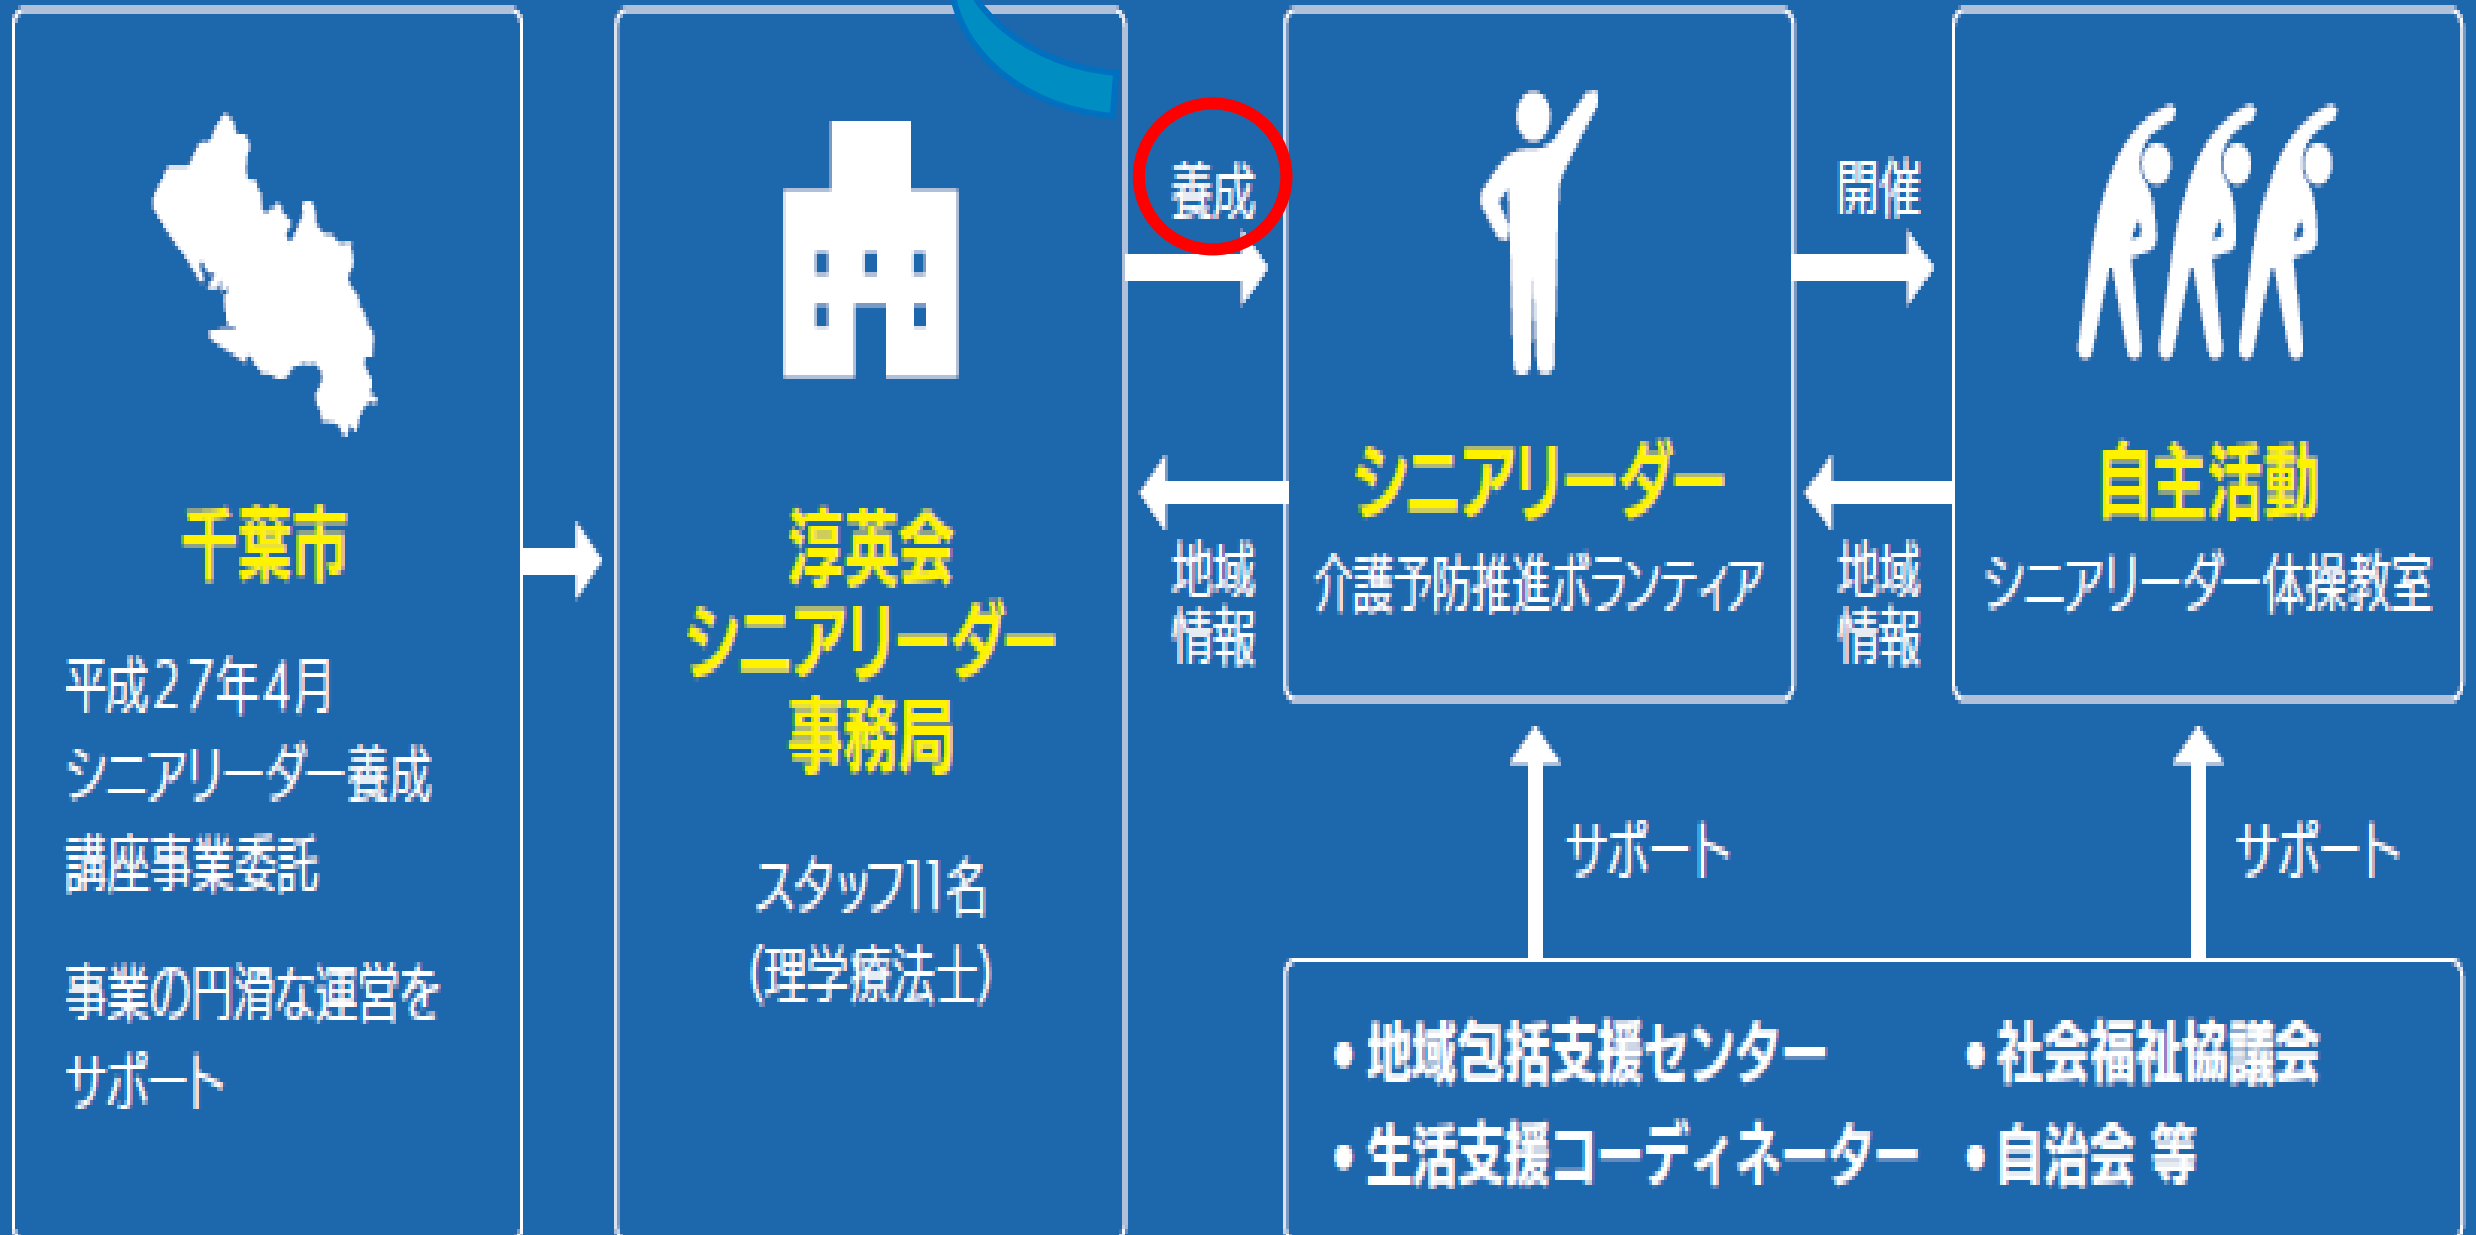 千葉市
平成27年4月
シニアリーダー養成
講座事業委託
事業の円滑な運営を
サポート
淳英会
シニアリーダー
事務局
スタッフ11名
(理学療法士)
養成
地域
情報
シニアリーダー
介護予防推進ボランティア
開催
地域
情報
自主活動
シニアリーダー体操教室
サポート
サポート
• 地域包括支援センター
• 社会福祉協議会
• 生活支援コーディネーター
• 自治会 等